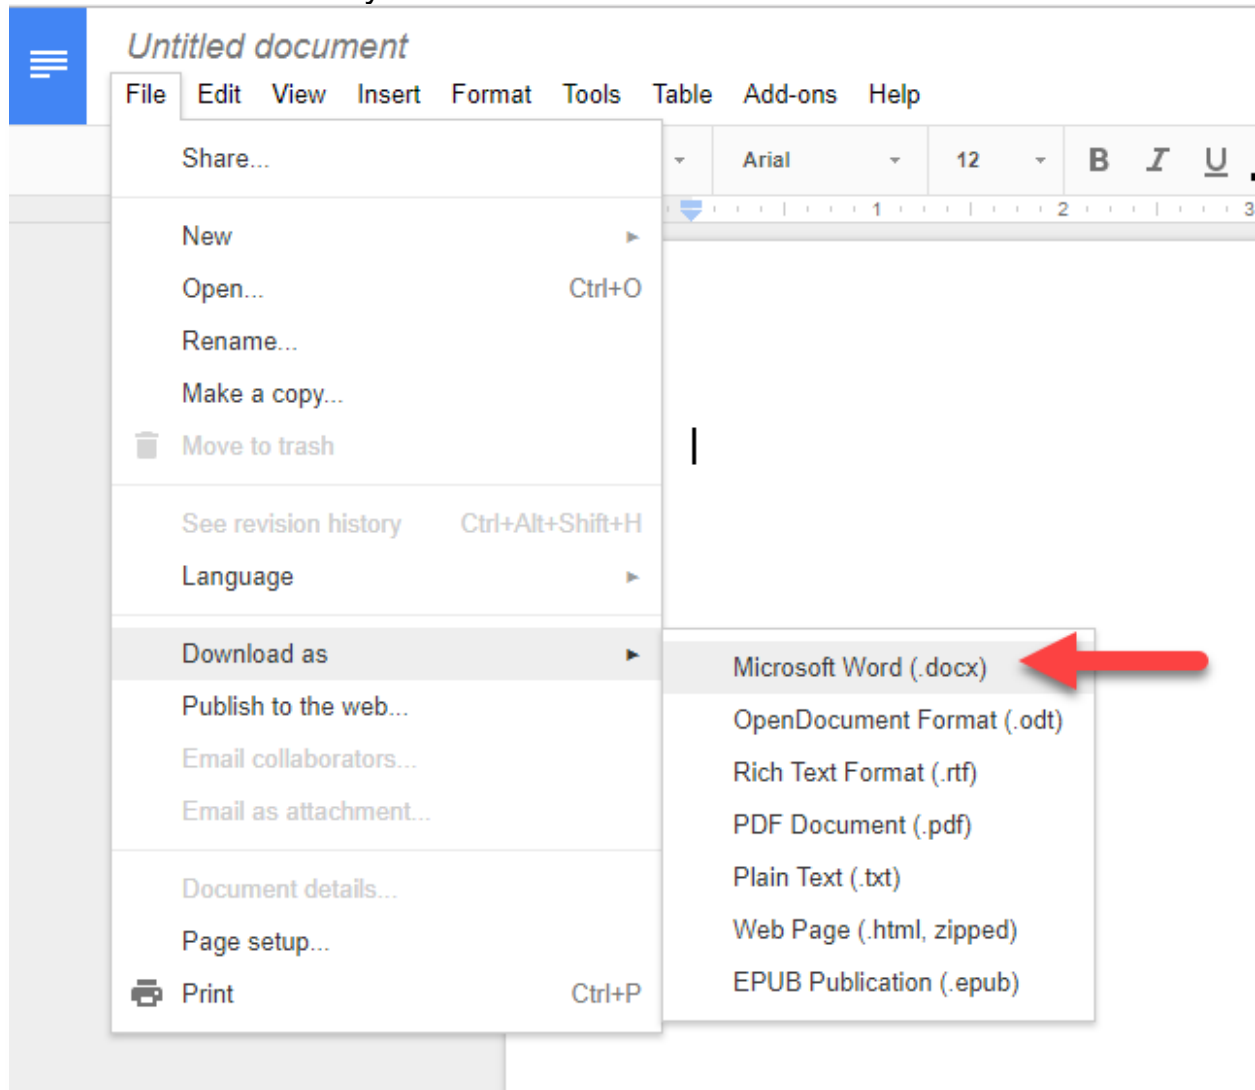 Untitled document
File Edit View Insert Format Tools Table Add-ons Help
Share...
Arial 12 B I U
1 2 3
New
Open... Ctrl+O
Rename...
Make a copy...
Move to trash
See revision history Ctrl+Alt+Shift+H
Language
Download as
Microsoft Word (.docx)
Publish to the web...
OpenDocument Format (.odt)
Email collaborators...
Rich Text Format (.rtf)
Email as attachment...
PDF Document (.pdf)
Document details...
Plain Text (.txt)
Page setup...
Web Page (.html, zipped)
Print Ctrl+P
EPUB Publication (.epub)